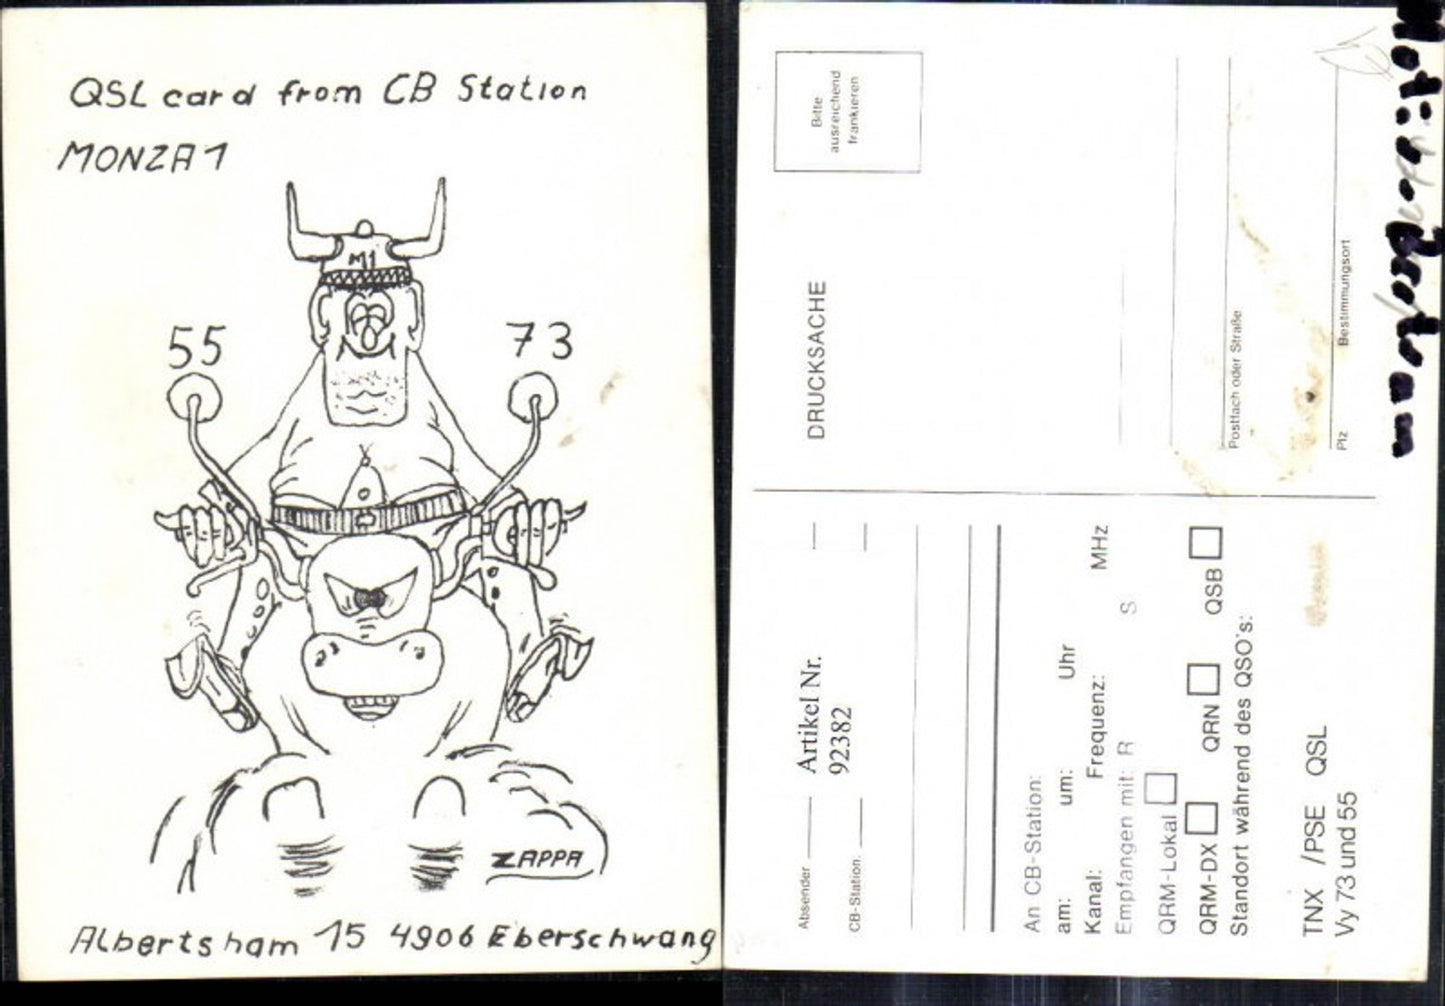 QSL card from CB Station
MONZA1
M1
55
73
ZAPPA
Albertsham 15 4906 Eberschwang
Bitte
ausreichend
frankieren
DRUCKSACHE
Postfach oder Straße
Plz Bestimmungsort
Absender
Artikel Nr.
92382
CB-Station:
An CB-Station:
am: um: Uhr
Kanal: Frequenz: MHz
Empfangen mit: R S
QRM-Lokal
QRM-DX QRN QSB
Standort während des QSO's:
TNX /PSE QSL
Vy 73 und 55